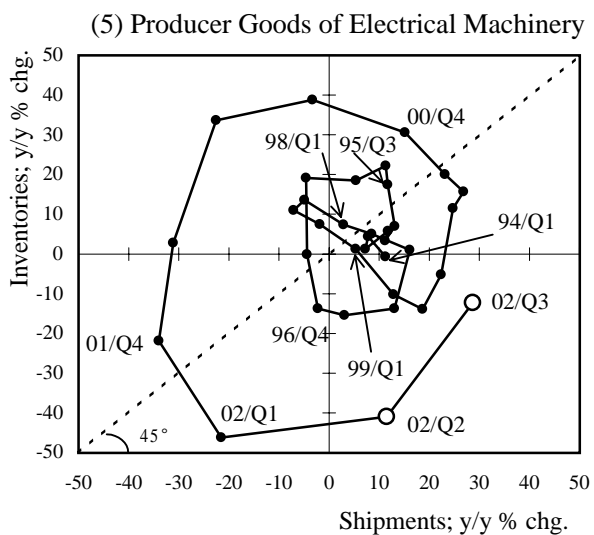 (5) Producer Goods of Electrical Machinery
Inventories; y/y % chg.
50
40
30
20
10
0
-10
-20
-30
-40
-50
00/Q4
98/Q1
95/Q3
94/Q1
02/Q3
96/Q4
01/Q4
99/Q1
02/Q1
02/Q2
45°
-50 -40 -30 -20 -10 0 10 20 30 40 50
Shipments; y/y % chg.